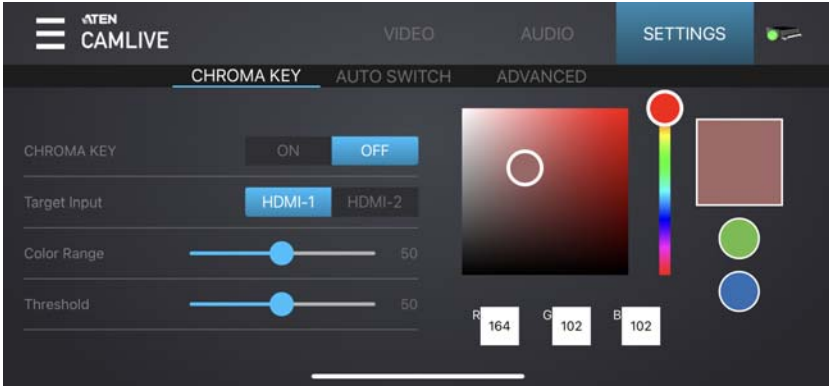 ATEN
CAMLIVE
VIDEO AUDIO SETTINGS
CHROMA KEY AUTO SWITCH ADVANCED
CHROMA KEY ON OFF
Target Input HDMI-1 HDMI-2
Color Range 50
Threshold 50
R 164 G 102 B 102